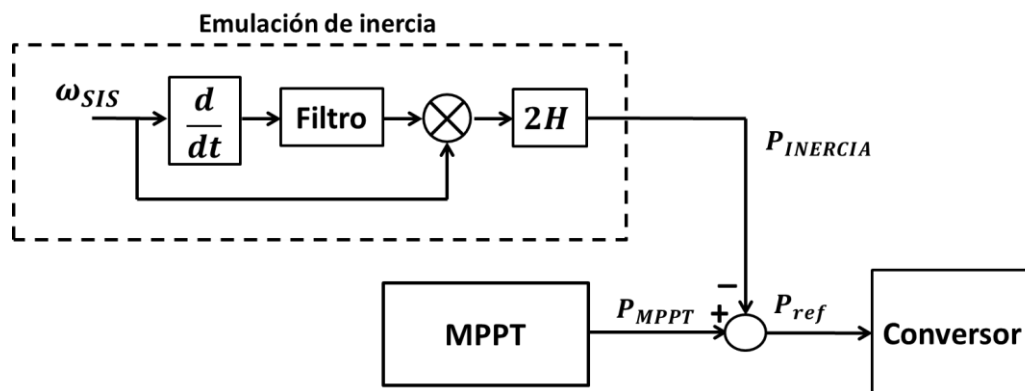 Emulación de inercia
ω_SIS
d
dt
Filtro
2H
P_INERCIA
−
+
P_MPPT
P_ref
MPPT
Conversor